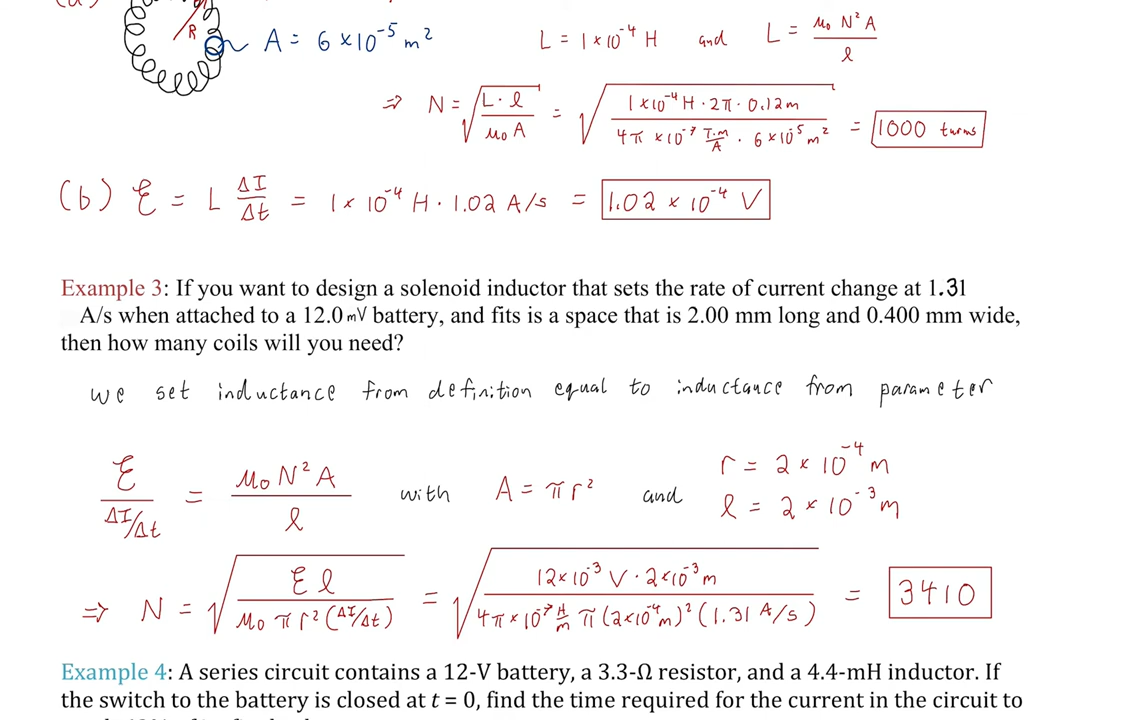 R
A = 6 × 10⁻⁵ m²
L = 1 × 10⁻⁴ H and L = μ₀ N² A / ℓ
⇒ N = √(L · ℓ / μ₀ A) = √(1 × 10⁻⁴ H · 2π · 0.12 m / 4π × 10⁻⁷ T·m/A · 6 × 10⁻⁵ m²) = 1000 turns
(b) ℰ = L ΔI/Δt = 1 × 10⁻⁴ H · 1.02 A/s = 1.02 × 10⁻⁴ V
Example 3: If you want to design a solenoid inductor that sets the rate of current change at 1.31
A/s when attached to a 12.0 mV battery, and fits is a space that is 2.00 mm long and 0.400 mm wide,
then how many coils will you need?
we set inductance from definition equal to inductance from parameter
ℰ / (ΔI/Δt) = μ₀ N² A / ℓ with A = π r² and r = 2 × 10⁻⁴ m
ℓ = 2 × 10⁻³ m
⇒ N = √(ℰ ℓ / μ₀ π r² (ΔI/Δt)) = √(12 × 10⁻³ V · 2 × 10⁻³ m / 4π × 10⁻⁷ H/m π (2 × 10⁻⁴ m)² (1.31 A/s)) = 3410
Example 4: A series circuit contains a 12-V battery, a 3.3-Ω resistor, and a 4.4-mH inductor. If
the switch to the battery is closed at t = 0, find the time required for the current in the circuit to